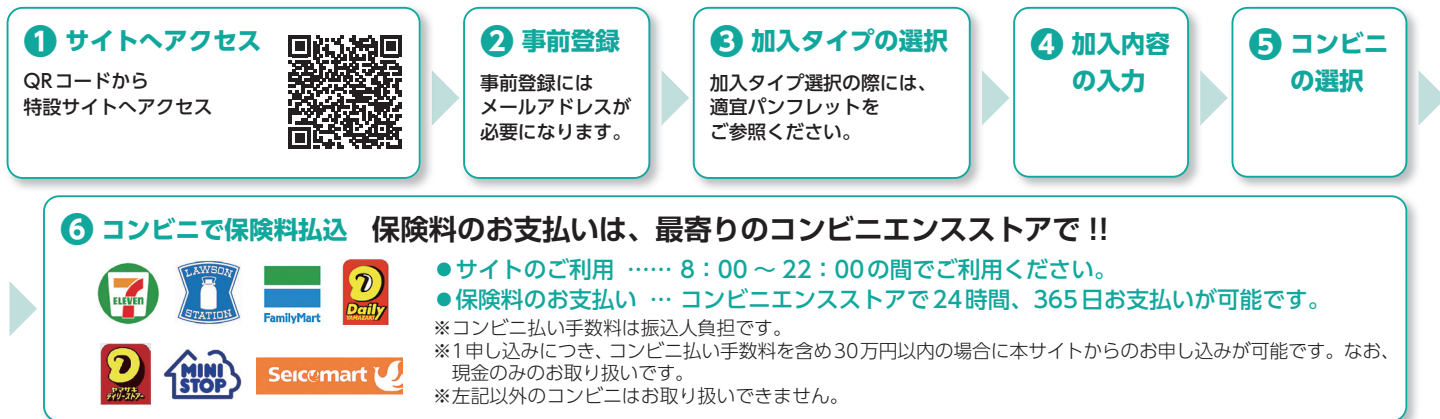 ❶ サイトへアクセス
QRコードから
特設サイトへアクセス
❷ 事前登録
事前登録には
メールアドレスが
必要になります。
❸ 加入タイプの選択
加入タイプ選択の際には、
適宜パンフレットを
ご参照ください。
❹ 加入内容
の入力
❺ コンビニ
の選択
❻ コンビニで保険料払込 保険料のお支払いは、最寄りのコンビニエンスストアで!!
7 ELEVEN
LAWSON
STATION
FamilyMart
Daily
YAMAZAKI
ヤマザキ
デイリーストアー
MINI
STOP
Seicomart
●サイトのご利用 …… 8:00 ~ 22:00の間でご利用ください。
●保険料のお支払い … コンビニエンスストアで24時間、365日お支払いが可能です。
※コンビニ払い手数料は振込人負担です。
※1申し込みにつき、コンビニ払い手数料を含め30万円以内の場合に本サイトからのお申し込みが可能です。なお、
現金のみのお取り扱いです。
※左記以外のコンビニはお取り扱いできません。